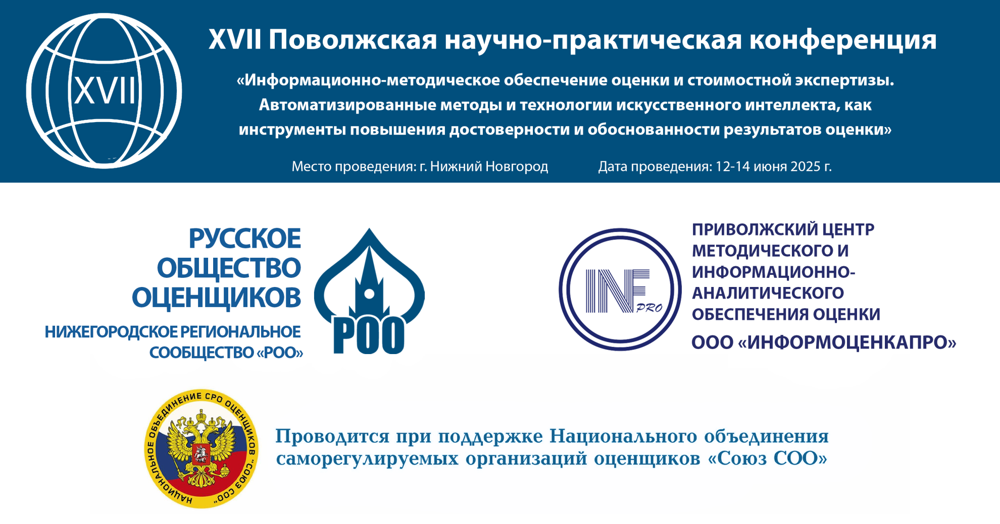 XVII
XVII Поволжская научно-практическая конференция
«Информационно-методическое обеспечение оценки и стоимостной экспертизы.
Автоматизированные методы и технологии искусственного интеллекта, как
инструменты повышения достоверности и обоснованности результатов оценки»
Место проведения: г. Нижний Новгород
Дата проведения: 12-14 июня 2025 г.
РУССКОЕ
ОБЩЕСТВО
ОЦЕНЩИКОВ
НИЖЕГОРОДСКОЕ РЕГИОНАЛЬНОЕ
СООБЩЕСТВО «РОО»
РОО
INF
PRO
ПРИВОЛЖСКИЙ ЦЕНТР
МЕТОДИЧЕСКОГО И
ИНФОРМАЦИОННО-
АНАЛИТИЧЕСКОГО
ОБЕСПЕЧЕНИЯ ОЦЕНКИ
ООО «ИНФОРМОЦЕНКАПРО»
НАЦИОНАЛЬНОЕ ОБЪЕДИНЕНИЕ СРО ОЦЕНЩИКОВ "СОЮЗ СОО"
Проводится при поддержке Национального объединения
саморегулируемых организаций оценщиков «Союз СОО»